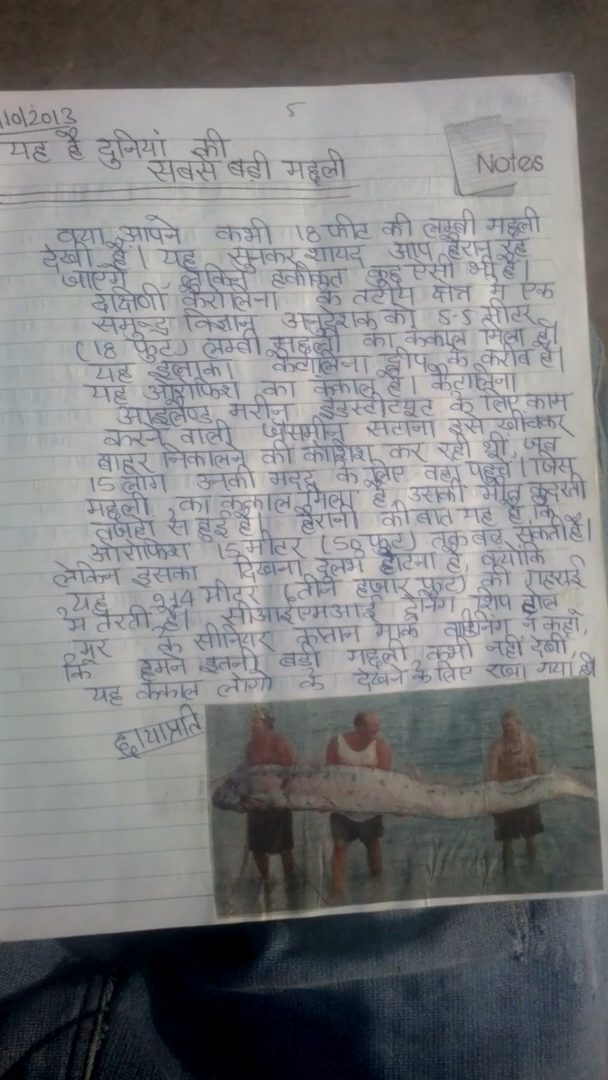 10/2013
5
यह है दुनियां की
सबसे बड़ी मछली
Notes
क्या आपने कभी 18 फीट की लम्बी मछली
देखी है। यह सुनकर शायद आप हैरान रह
जाएंगे, हकीकत कुछ ऐसी भी है।
दक्षिणी केरोलिना के तटीय क्षेत्र में एक
समुद्र विज्ञान को 5.5 मीटर
(18 फुट) लम्बी मछली का कंकाल मिला है।
यह इलाका केटालिना द्वीप के करीब है।
यह ओरफिश का कंकाल है। केटालिना
आइलैण्ड मरीन इंस्टीट्यूट के लिए काम
करने वाली जैसमीन सटाना इसे खींचकर
बाहर निकालने की कोशिश कर रही थी, जब
15 लोग उनकी मदद के लिए वहां पहुंचे। जिस
मछली का कंकाल मिला है उसकी मौत कुदरती
वजहों से हुई है। हैरानी की बात यह है कि
ओरफिश 15 मीटर (50 फुट) तक बढ़ सकती है।
लेकिन इसका दिखना दुर्लभ होता है, क्योंकि
यह 914 मीटर (तीन हजार फुट) की गहराई
में तैरती है। सीआईएमआई के ट्रेनिंग शिप टॉल
के सीनियर कप्तान मार्क वाडिंगटन ने कहा,
कि हमने इतनी बड़ी मछली कभी नहीं देखी,
यह कंकाल लोगों के देखने के लिए रखा गया है।
छायाप्रति